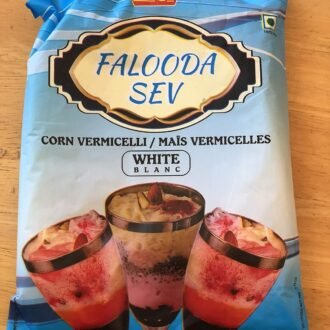 FALOODA
SEV
CORN VERMICELLI / MAÏS VERMICELLES
WHITE
BLANC